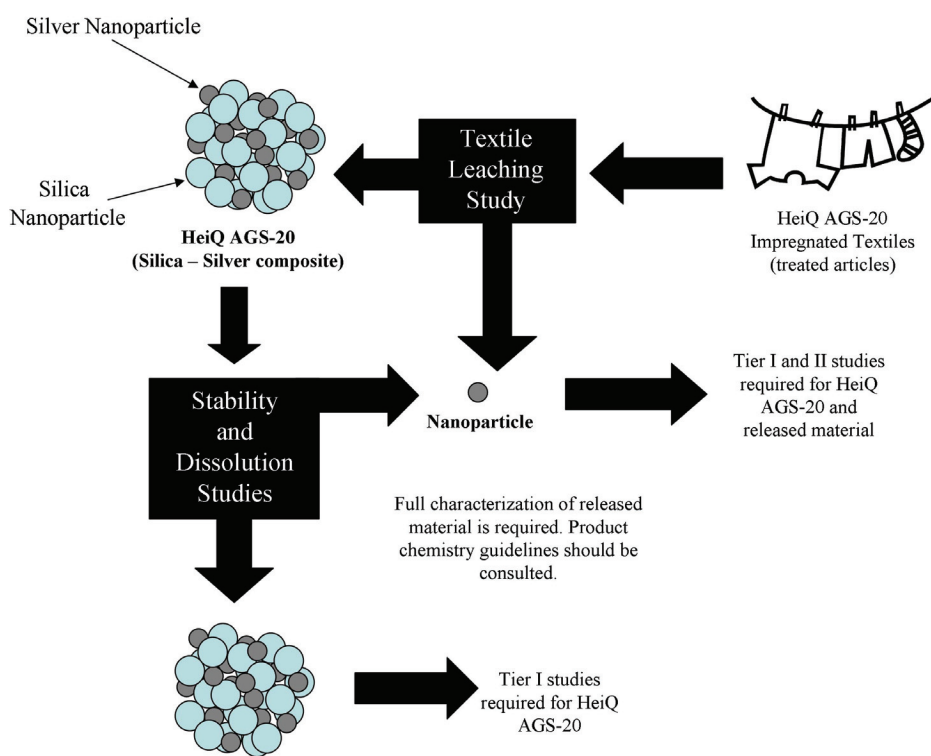 Silver Nanoparticle
Silica
Nanoparticle
HeiQ AGS-20
(Silica – Silver composite)
Textile
Leaching
Study
HeiQ AGS-20
Impregnated Textiles
(treated articles)
Stability
and
Dissolution
Studies
Nanoparticle
Tier I and II studies
required for HeiQ
AGS-20 and
released material
Full characterization of released
material is required. Product
chemistry guidelines should be
consulted.
Tier I studies
required for HeiQ
AGS-20